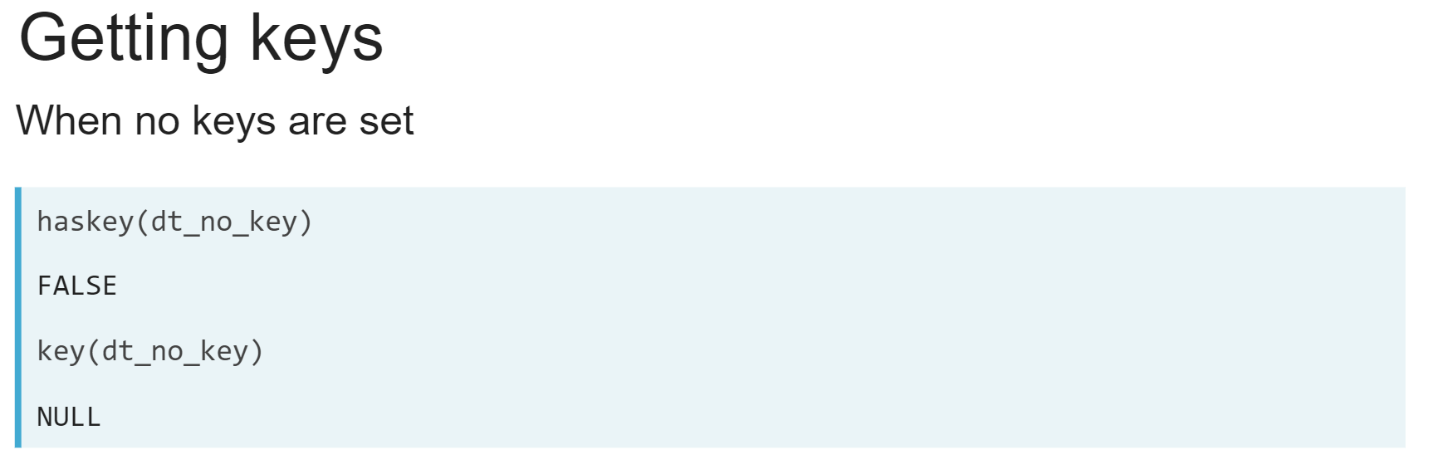 Getting keys
When no keys are set
haskey(dt_no_key)
FALSE
key(dt_no_key)
NULL